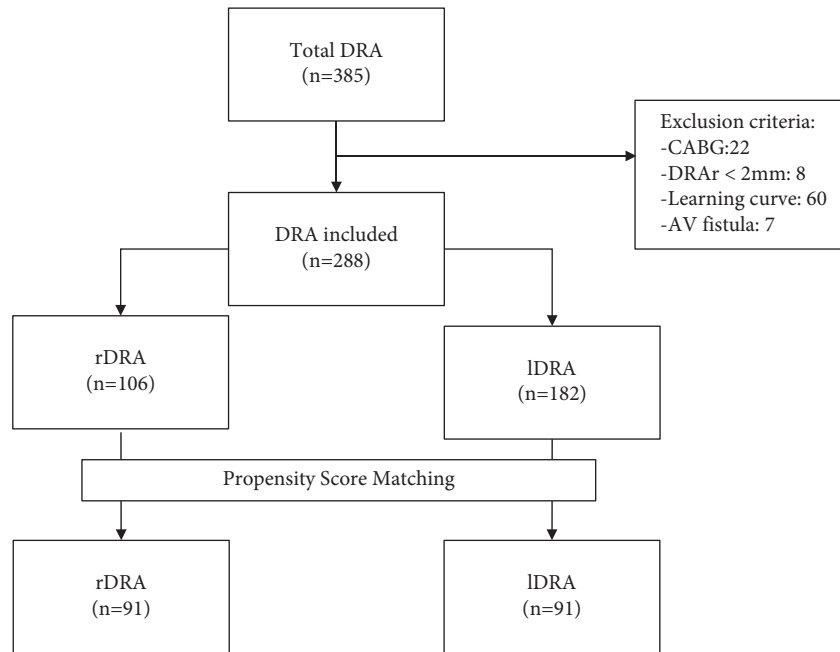 Total DRA
(n=385)
Exclusion criteria:
-CABG:22
-DRAr < 2mm: 8
-Learning curve: 60
-AV fistula: 7
DRA included
(n=288)
rDRA
(n=106)
lDRA
(n=182)
Propensity Score Matching
rDRA
(n=91)
lDRA
(n=91)